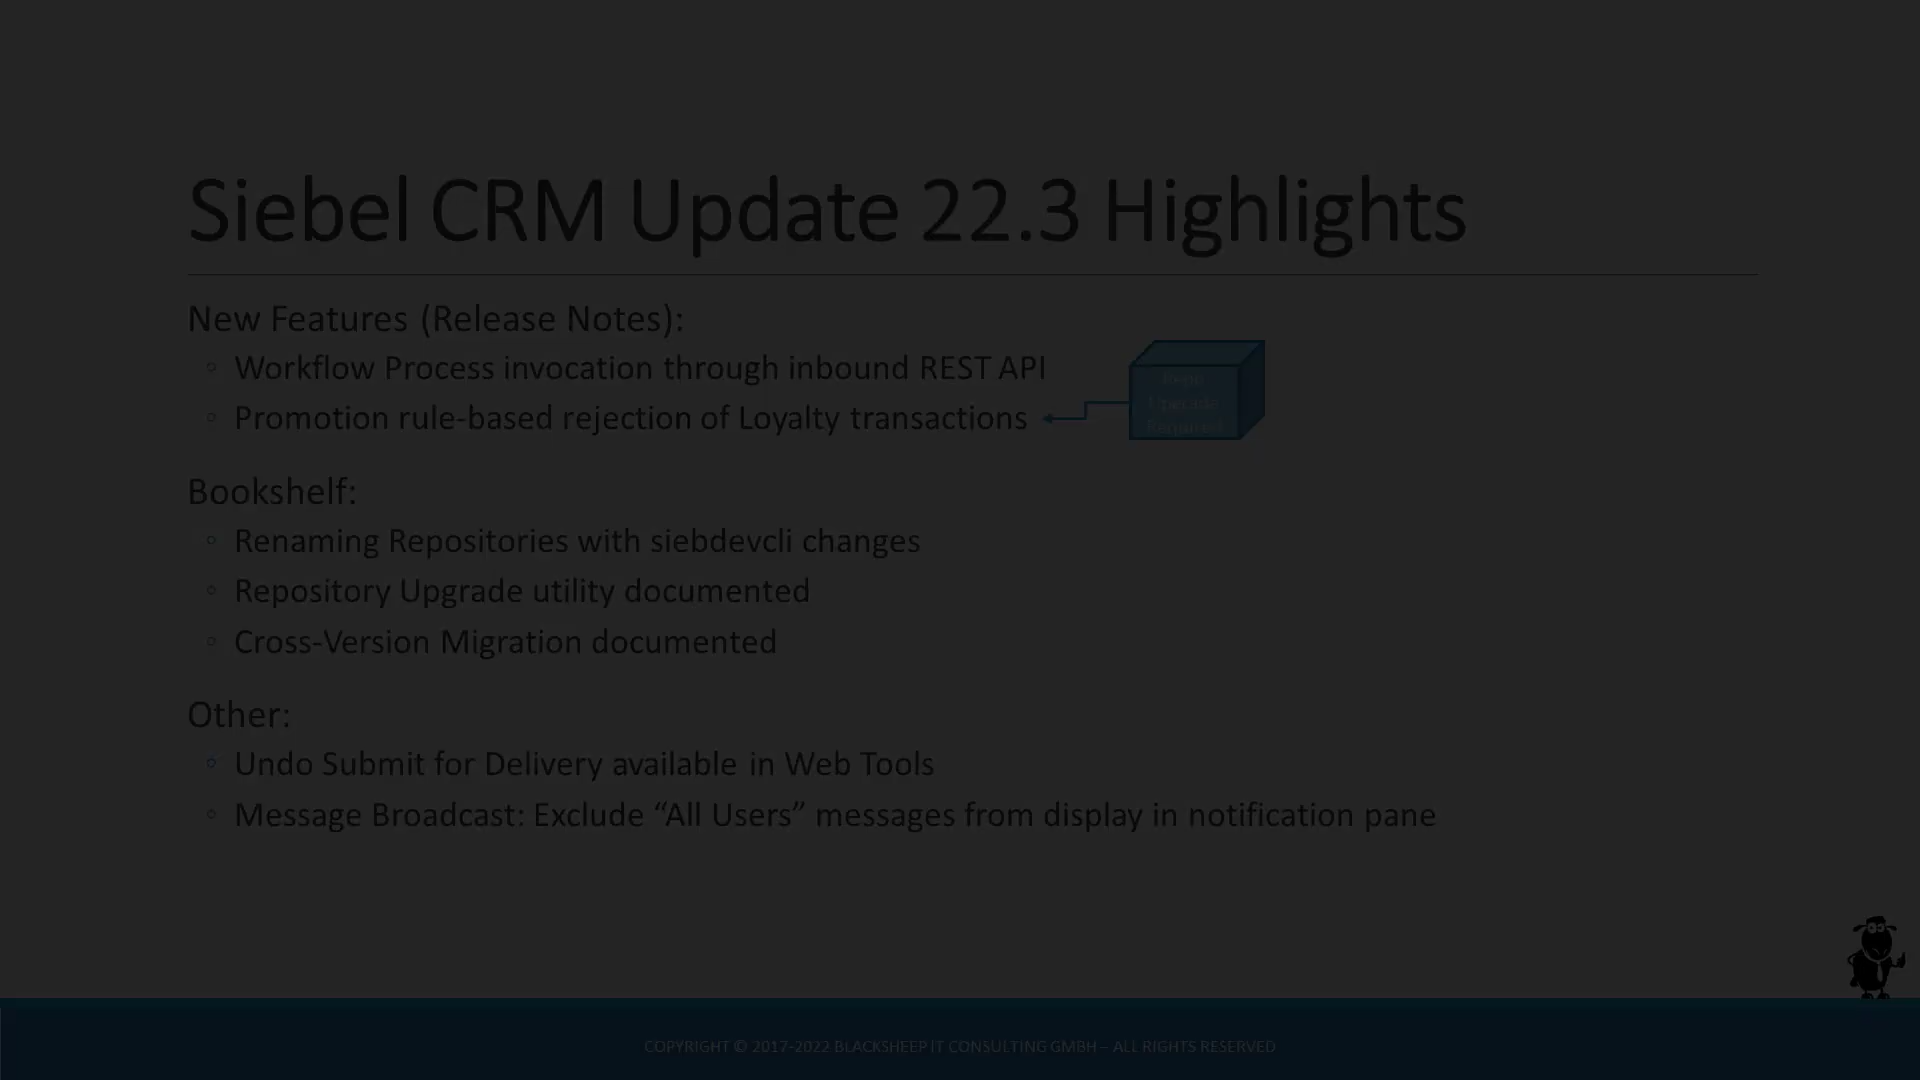 Siebel CRM Update 22.3 Highlights
New Features (Release Notes):
◦ Workflow Process invocation through inbound REST API
◦ Promotion rule-based rejection of Loyalty transactions
Repo
Upgrade
Required
Bookshelf:
◦ Renaming Repositories with siebdevcli changes
◦ Repository Upgrade utility documented
◦ Cross-Version Migration documented
Other:
◦ Undo Submit for Delivery available in Web Tools
◦ Message Broadcast: Exclude “All Users” messages from display in notification pane
COPYRIGHT © 2017-2022 BLACKSHEEP IT CONSULTING GMBH – ALL RIGHTS RESERVED